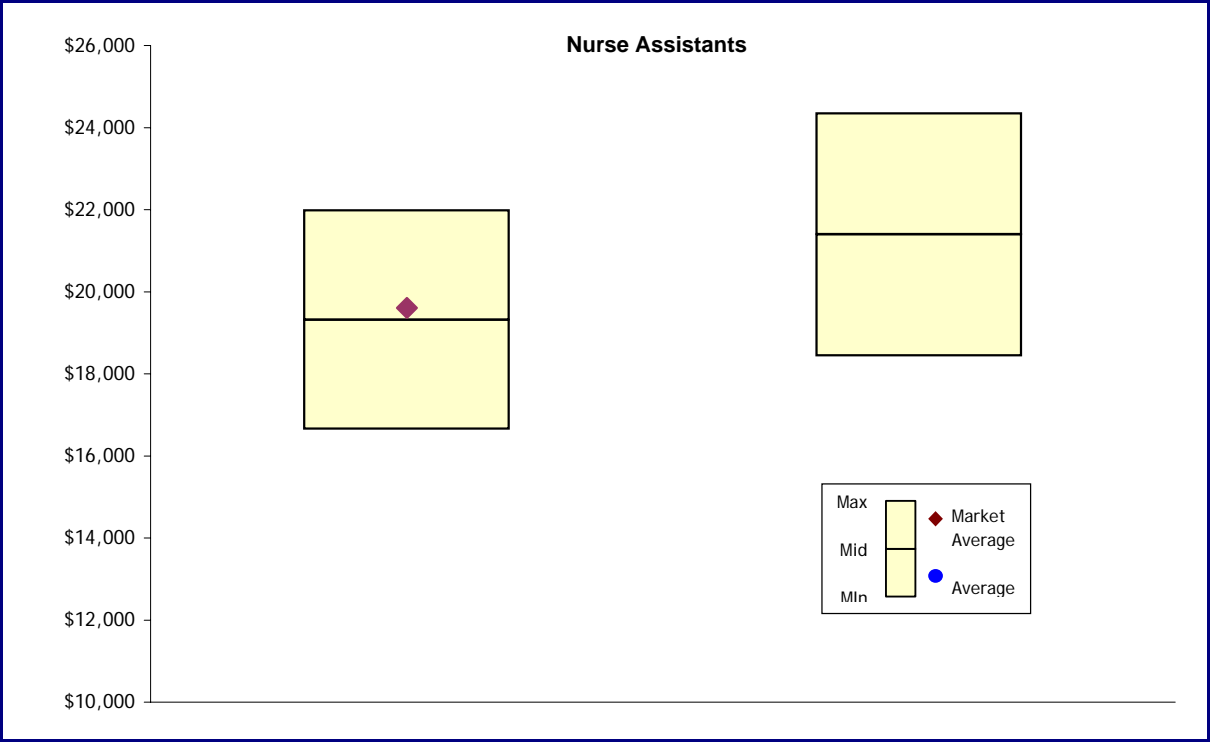 Nurse Assistants
$26,000
$24,000
$22,000
$20,000
$18,000
$16,000
$14,000
$12,000
$10,000
Max
Mid
MIn
Market
Average
Average